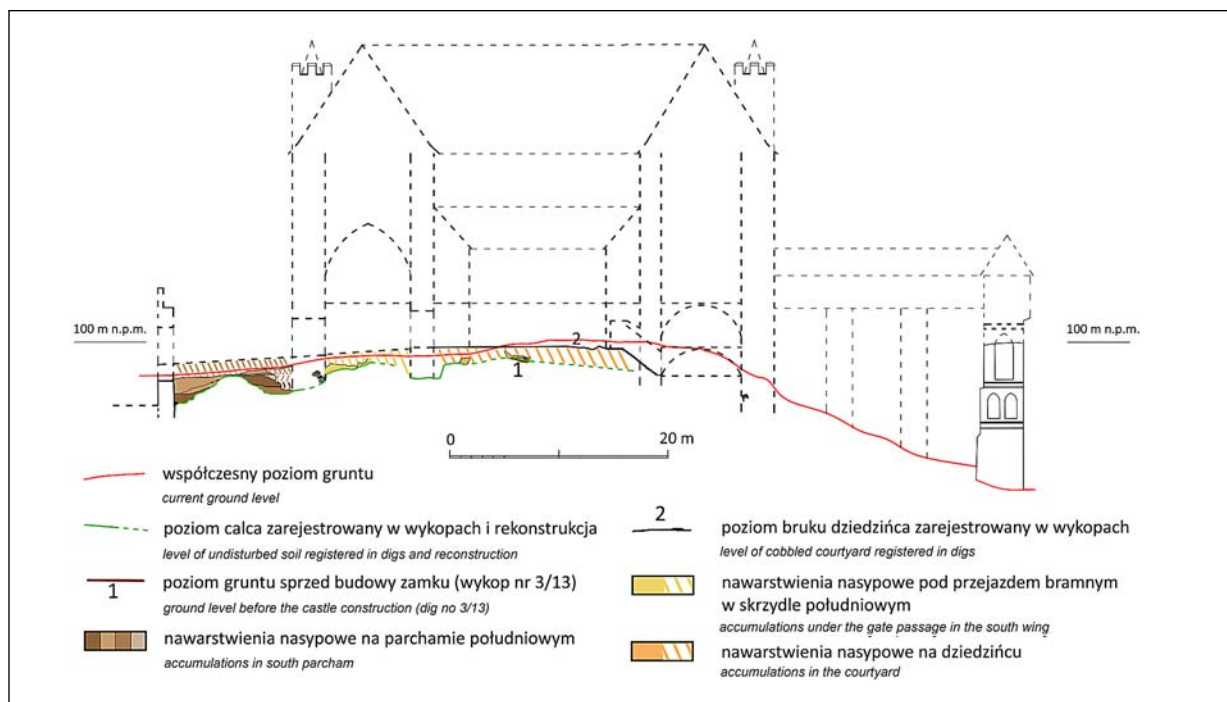 100 m n.p.m.
100 m n.p.m.
2
1
0
20 m
współczesny poziom gruntu
current ground level
poziom calca zarejestrowany w wykopach i rekonstrukcja
level of undisturbed soil registered in digs and reconstruction
1
poziom gruntu sprzed budowy zamku (wykop nr 3/13)
ground level before the castle construction (dig no 3/13)
nawarstwienia nasypowe na parchamie południowym
accumulations in south parcham
2
poziom bruku dziedzińca zarejestrowany w wykopach
level of cobbled courtyard registered in digs
nawarstwienia nasypowe pod przejazdem bramnym
w skrzydle południowym
accumulations under the gate passage in the south wing
nawarstwienia nasypowe na dziedzińcu
accumulations in the courtyard